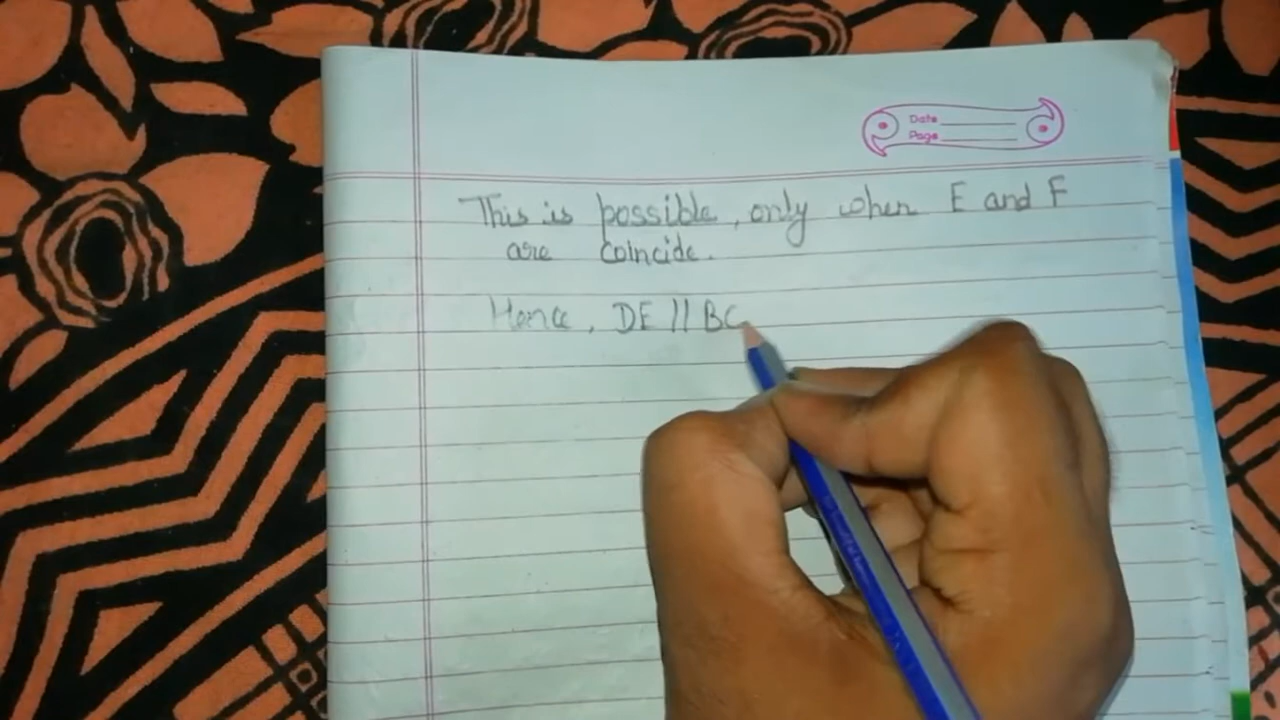 Date
Page
This is possible, only when E and F
are coincide.
Hence, DE || BC